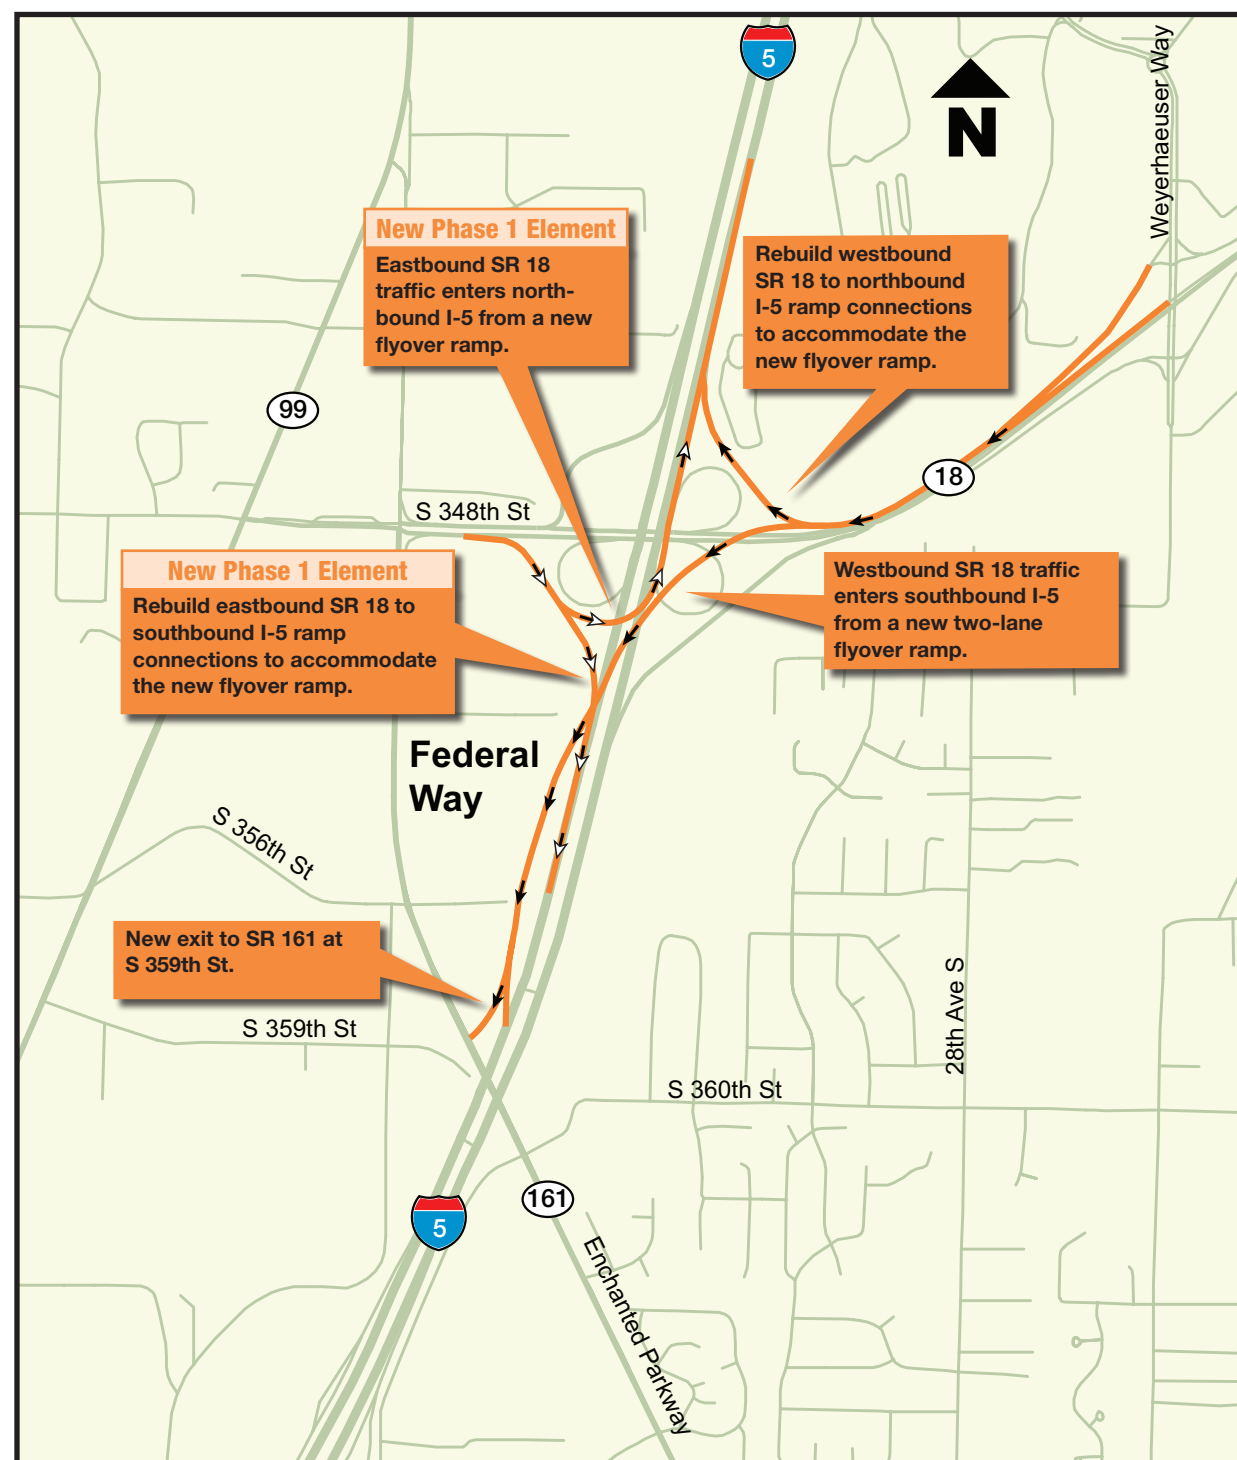 5
N
Weyerhaeuser Way
New Phase 1 Element
Eastbound SR 18
traffic enters north-
bound I-5 from a new
flyover ramp.
Rebuild westbound
SR 18 to northbound
I-5 ramp connections
to accommodate the
new flyover ramp.
99
18
S 348th St
New Phase 1 Element
Rebuild eastbound SR 18 to
southbound I-5 ramp
connections to accommodate
the new flyover ramp.
Westbound SR 18 traffic
enters southbound I-5
from a new two-lane
flyover ramp.
Federal
Way
S 356th St
New exit to SR 161 at
S 359th St.
S 359th St
28th Ave S
S 360th St
161
5
Enchanted Parkway